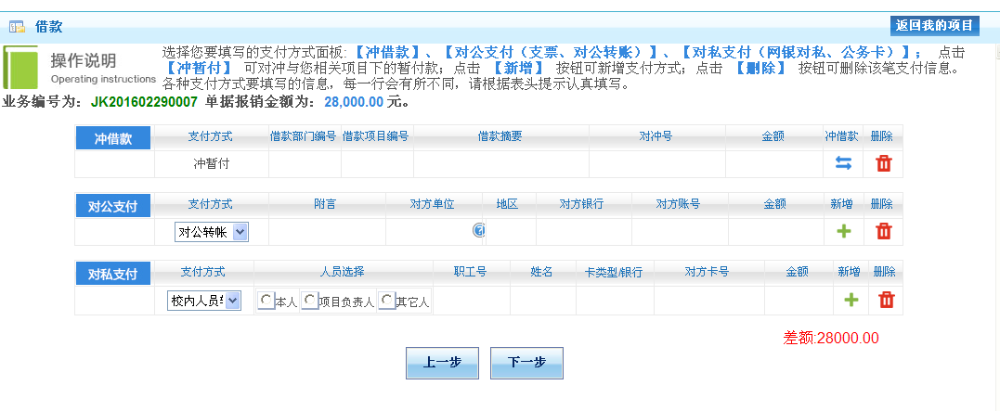 借款
返回我的项目
操作说明
Operating instructions
选择您要填写的支付方式面板:【冲借款】、【对公支付（支票、对公转账）】、【对私支付（网银对私、公务卡）】； 点击
【冲暂付】 可对冲与您相关项目下的暂付款；点击 【新增】 按钮可新增支付方式；点击 【删除】 按钮可删除该笔支付信息。
各种支付方式要填写的信息，每一行会有所不同，请根据表头提示认真填写。
业务编号为：JK201602290007 单据报销金额为：28,000.00 元。
冲借款 支付方式 借款部门编号 借款项目编号 借款摘要 对冲号 金额 冲借款 删除
冲暂付
对公支付 支付方式 附言 对方单位 地区 对方银行 对方账号 金额 新增 删除
对公转帐
对私支付 支付方式 人员选择 职工号 姓名 卡类型/银行 对方卡号 金额 新增 删除
校内人员 本人 项目负责人 其它人
差额:28000.00
上一步 下一步